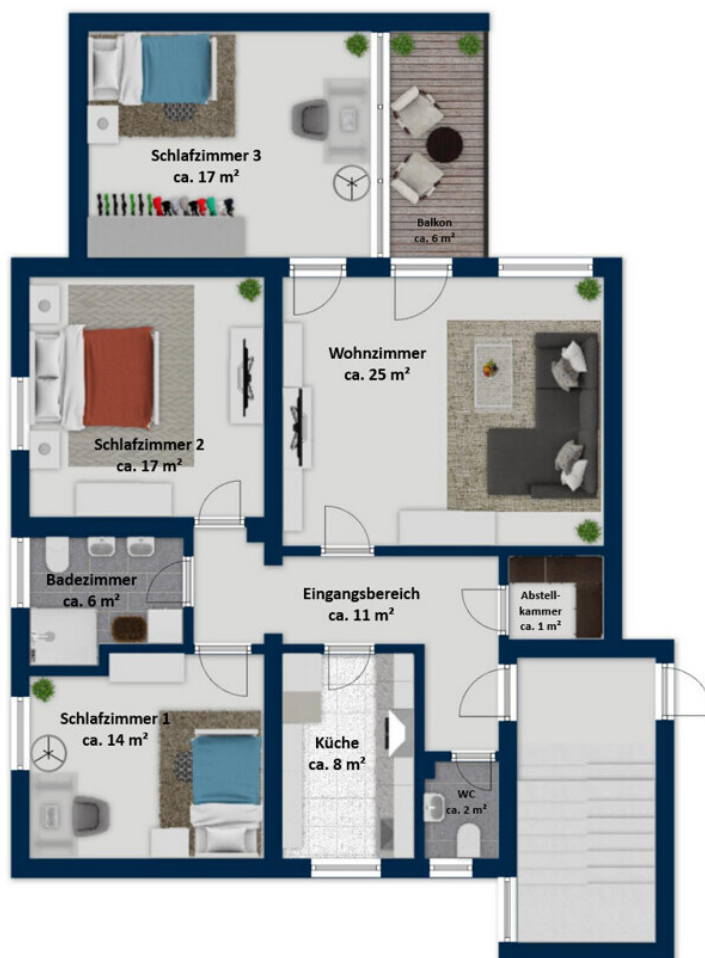 Schlafzimmer 3
ca. 17 m²
Balkon
ca. 6 m²
Wohnzimmer
ca. 25 m²
Schlafzimmer 2
ca. 17 m²
Badezimmer
ca. 6 m²
Eingangsbereich
ca. 11 m²
Abstell-
kammer
ca. 1 m²
Schlafzimmer 1
ca. 14 m²
Küche
ca. 8 m²
WC
ca. 2 m²